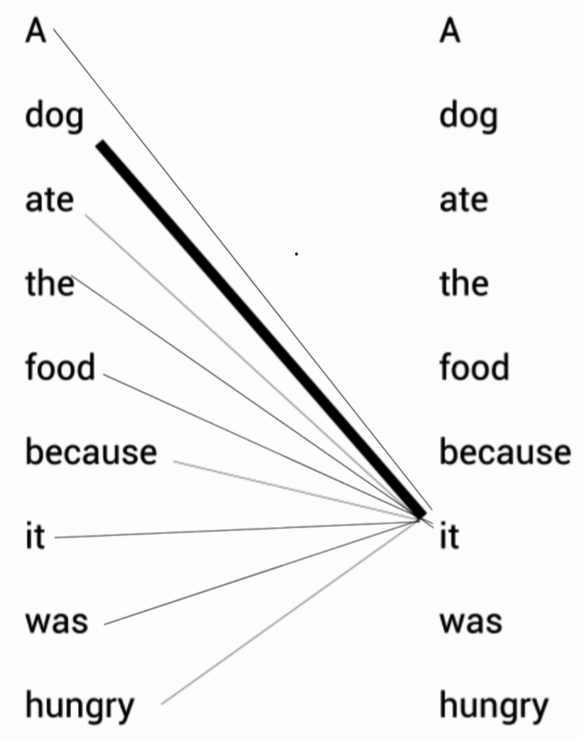 A A
dog dog
ate ate
the the
food food
because because
it it
was was
hungry hungry